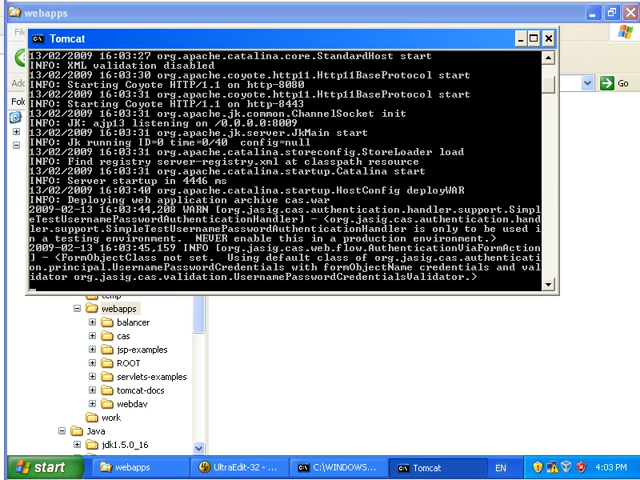 webapps
Tomcat
13/02/2009 16:03:27 org.apache.catalina.core.StandardHost start
INFO: XML validation disabled
13/02/2009 16:03:30 org.apache.coyote.http11.Http11BaseProtocol start
INFO: Starting Coyote HTTP/1.1 on http-8080
13/02/2009 16:03:31 org.apache.coyote.http11.Http11BaseProtocol start
INFO: Starting Coyote HTTP/1.1 on http-8443
13/02/2009 16:03:31 org.apache.jk.common.ChannelSocket init
INFO: JK: ajp13 listening on /0.0.0.0:8009
13/02/2009 16:03:31 org.apache.jk.server.JkMain start
INFO: Jk running ID=0 time=0/40  config=null
13/02/2009 16:03:31 org.apache.catalina.storeconfig.StoreLoader load
INFO: Find registry server-registry.xml at classpath resource
13/02/2009 16:03:31 org.apache.catalina.startup.Catalina start
INFO: Server startup in 4446 ms
13/02/2009 16:03:40 org.apache.catalina.startup.HostConfig deployWAR
INFO: Deploying web application archive cas.war
2009-02-13 16:03:44,208 WARN [org.jasig.cas.authentication.handler.support.Simpl
eTestUsernamePasswordAuthenticationHandler] - <org.jasig.cas.authentication.hand
ler.support.SimpleTestUsernamePasswordAuthenticationHandler is only to be used i
n a testing environment.  NEVER enable this in a production environment.>
2009-02-13 16:03:45,159 INFO [org.jasig.cas.web.flow.AuthenticationViaFormAction
] - <FormObjectClass not set.  Using default class of org.jasig.cas.authenticati
on.principal.UsernamePasswordCredentials with formObjectName credentials and val
idator org.jasig.cas.validation.UsernamePasswordCredentialsValidator.>
Go
temp
webapps
balancer
cas
jsp-examples
ROOT
servlets-examples
tomcat-docs
webdav
work
Java
jdk1.5.0_16
start
webapps
UltraEdit-32 - ...
C:\WINDOWS...
Tomcat
EN
4:03 PM